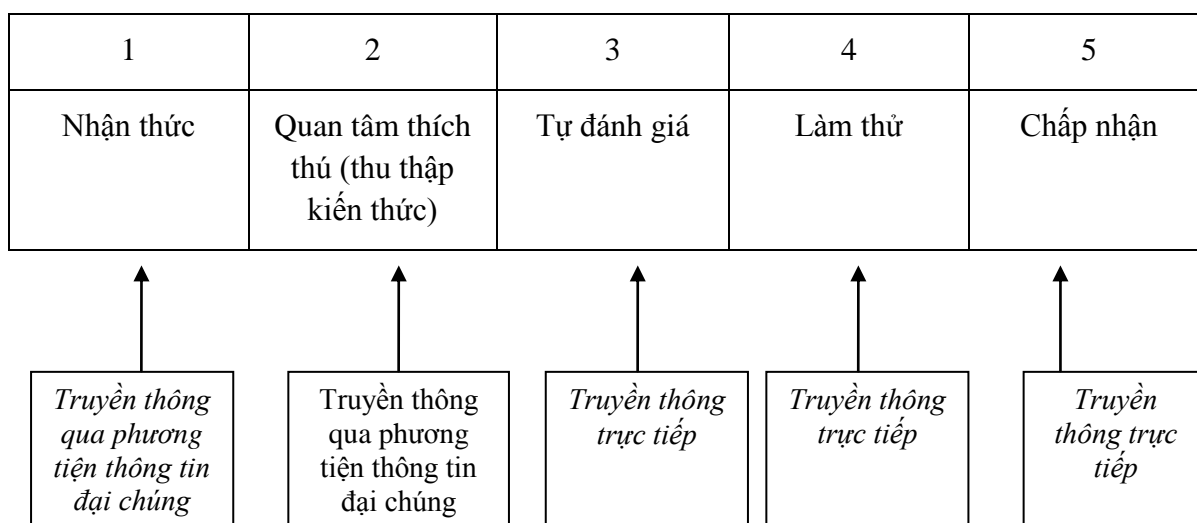 1
2
3
4
5
Nhận thức
Quan tâm thích
thú (thu thập
kiến thức)
Tự đánh giá
Làm thử
Chấp nhận
Truyền thông
qua phương
tiện thông tin
đại chúng
Truyền thông
qua phương
tiện thông tin
đại chúng
Truyền thông
trực tiếp
Truyền thông
trực tiếp
Truyền
thông trực
tiếp